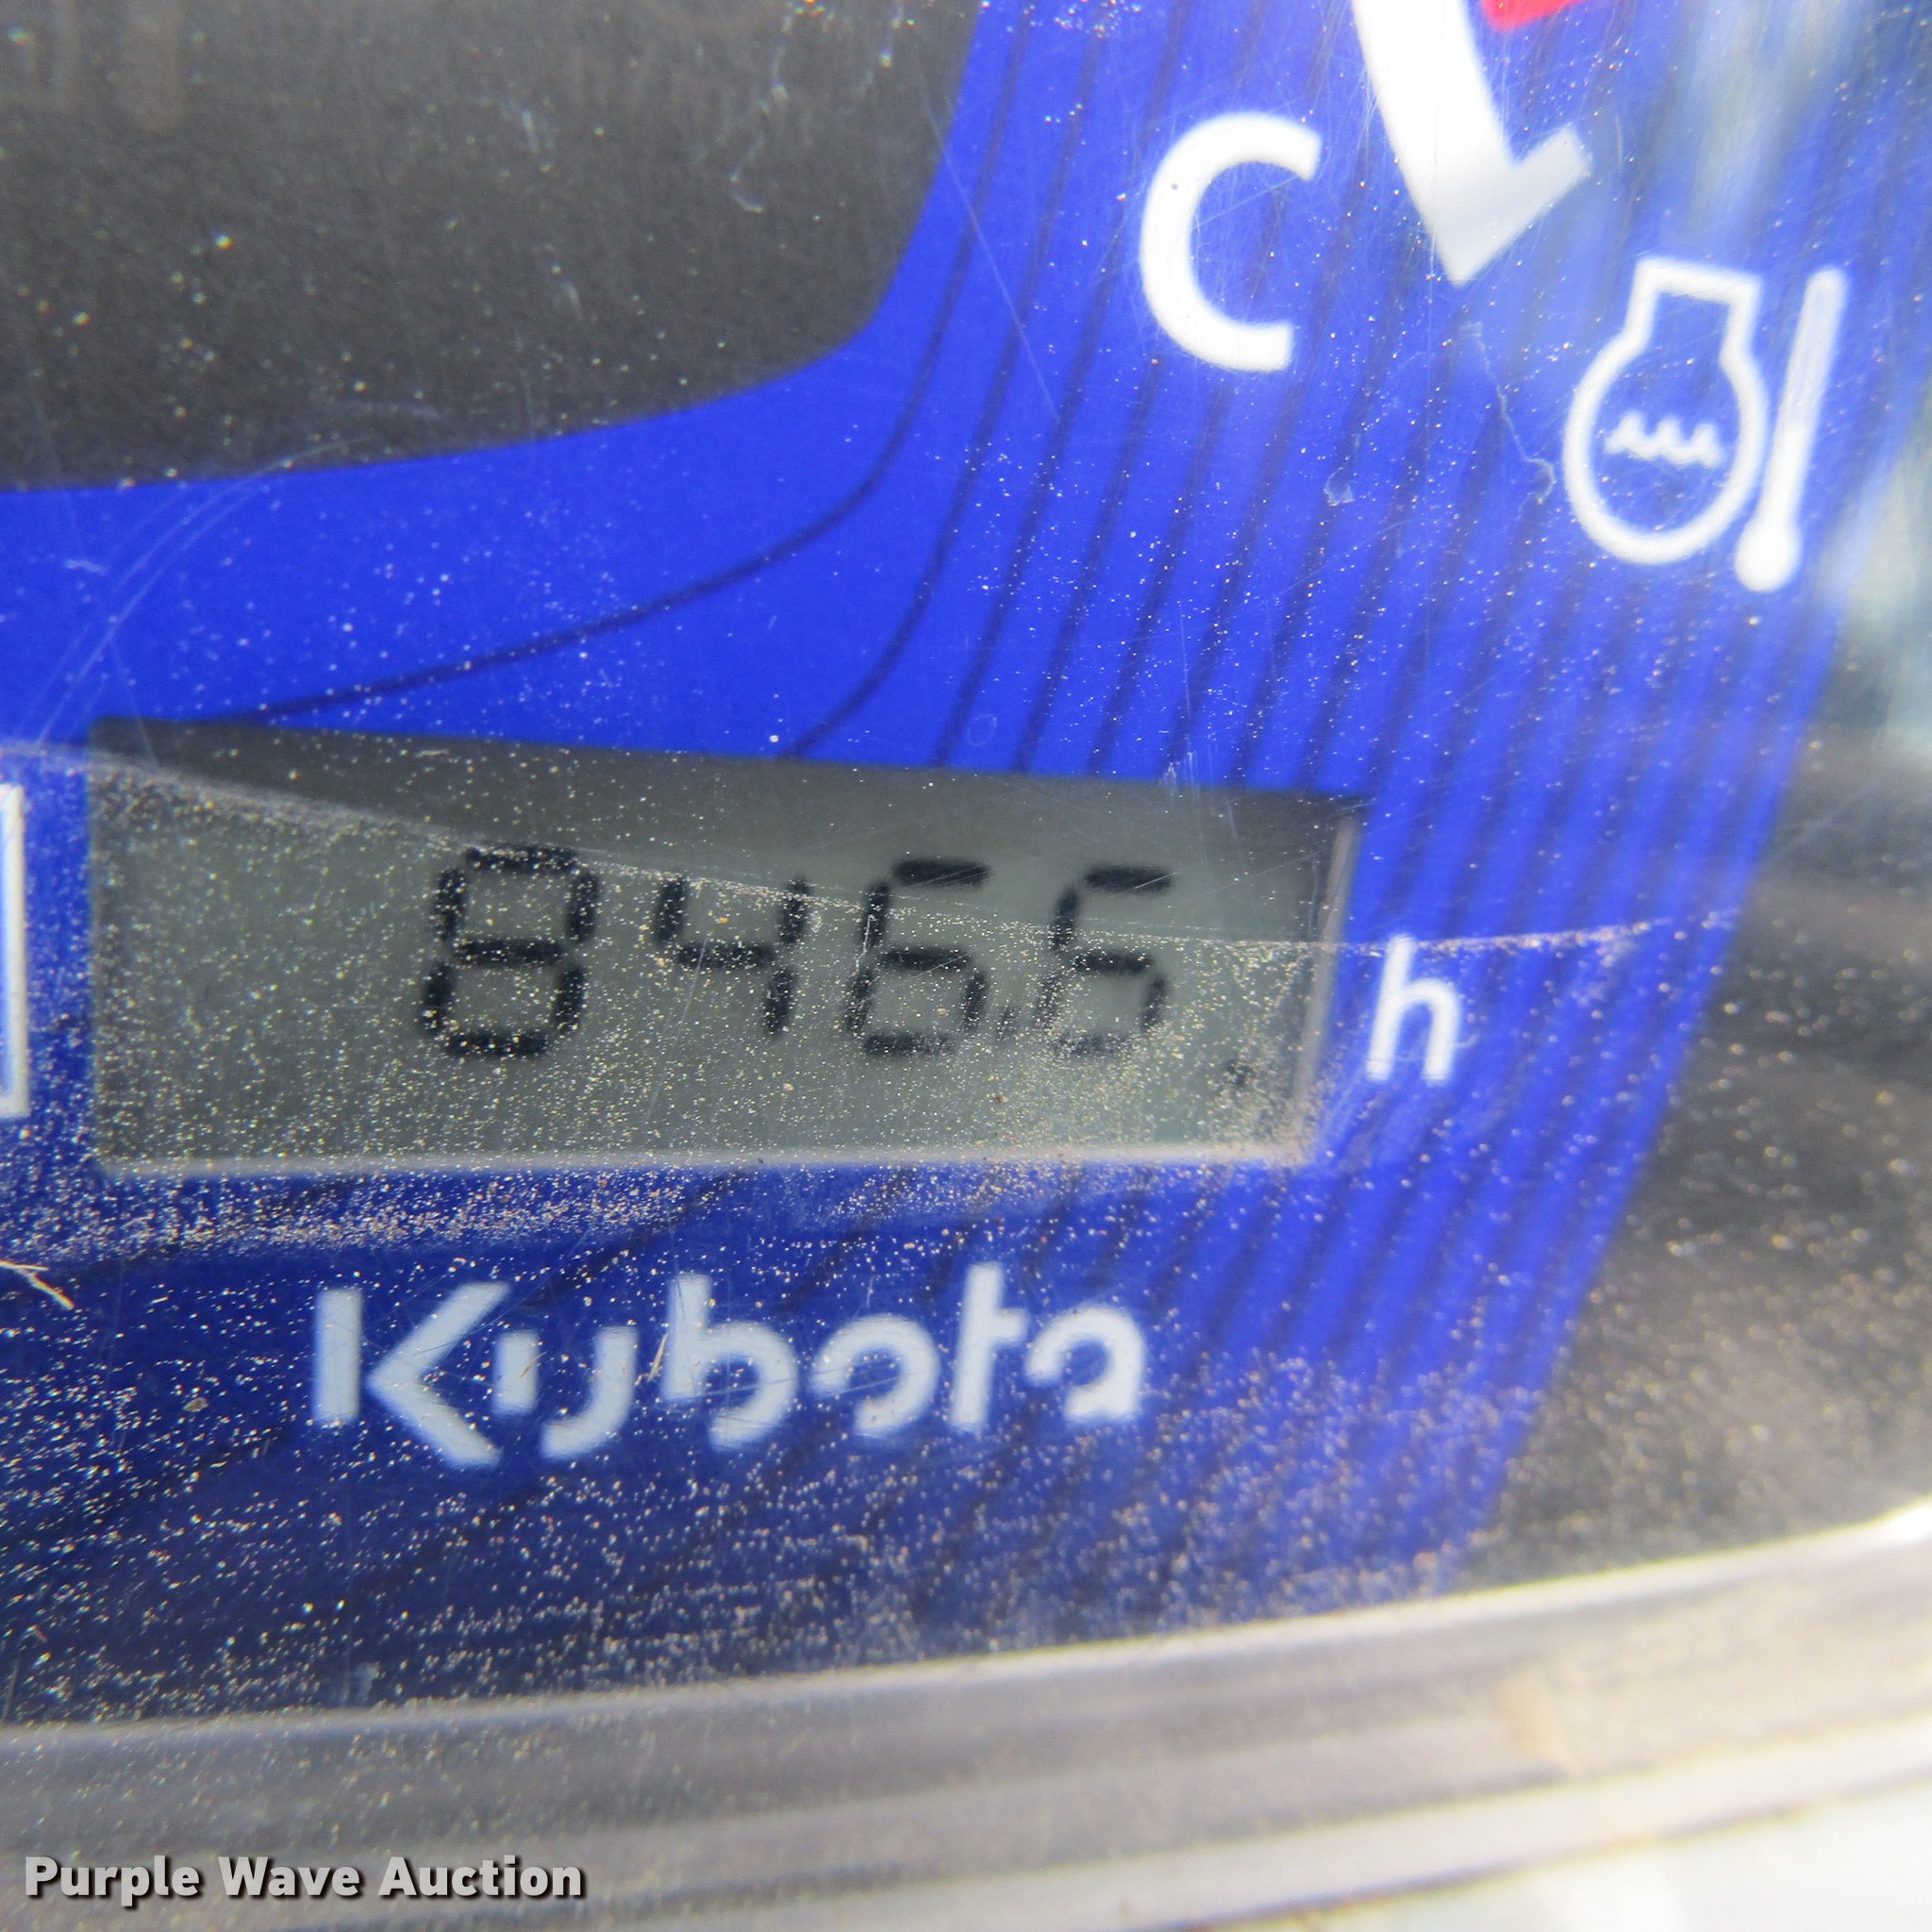 C
846.6 h
Kubota
Purple Wave Auction